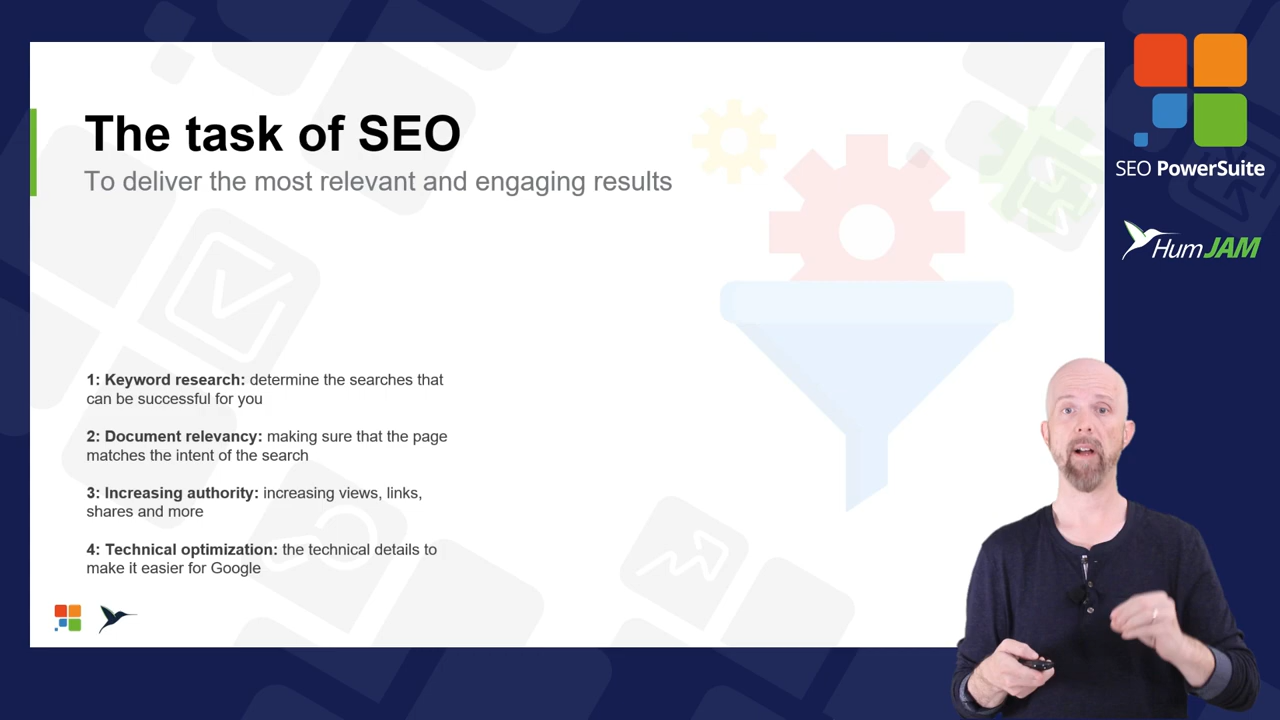 The task of SEO
To deliver the most relevant and engaging results
1: Keyword research: determine the searches that
can be successful for you
2: Document relevancy: making sure that the page
matches the intent of the search
3: Increasing authority: increasing views, links,
shares and more
4: Technical optimization: the technical details to
make it easier for Google
SEO PowerSuite
HumJAM